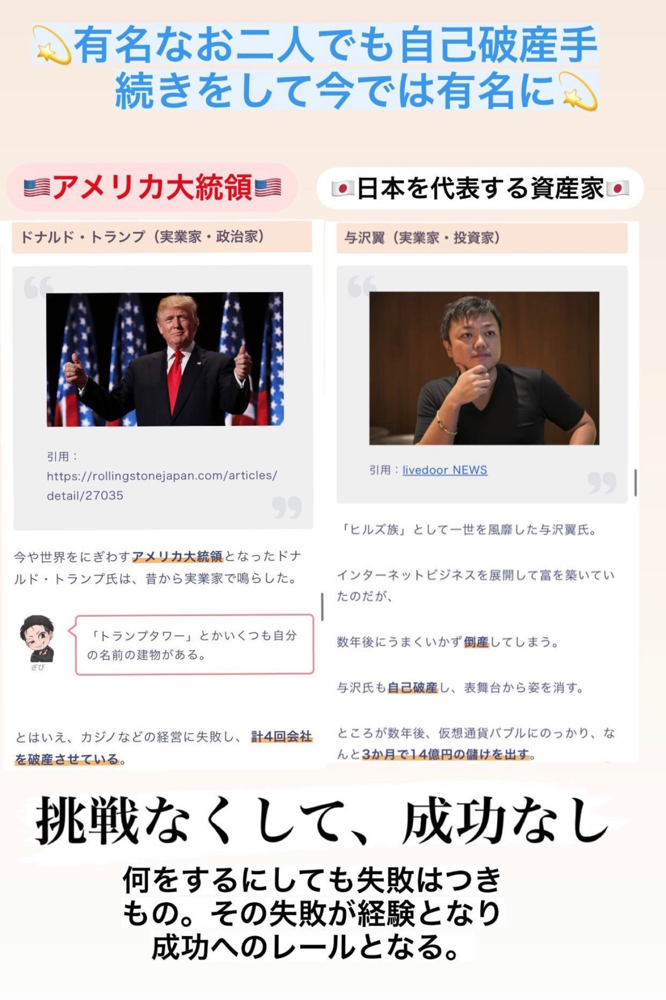 💫有名なお二人でも自己破産手
続きをして今では有名に💫
🇺🇸アメリカ大統領🇺🇸
ドナルド・トランプ（実業家・政治家）
引用：
https://rollingstonejapan.com/articles/
detail/27035
今や世界をにぎわすアメリカ大統領となったドナ
ルド・トランプ氏は、昔から実業家で鳴らした。
「トランプタワー」とかいくつも自分
の名前の建物がある。
ざび
とはいえ、カジノなどの経営に失敗し、計4回会社
を破産させている。
🇯🇵日本を代表する資産家🇯🇵
与沢翼（実業家・投資家）
引用：livedoor NEWS
「ヒルズ族」として一世を風靡した与沢翼氏。
インターネットビジネスを展開して富を築いてい
たのだが、
数年後にうまくいかず倒産してしまう。
与沢氏も自己破産し、表舞台から姿を消す。
ところが数年後、仮想通貨バブルにのっかり、な
んと3か月で14億円の儲けを出す。
挑戦なくして、成功なし
何をするにしても失敗はつき
もの。その失敗が経験となり
成功へのレールとなる。